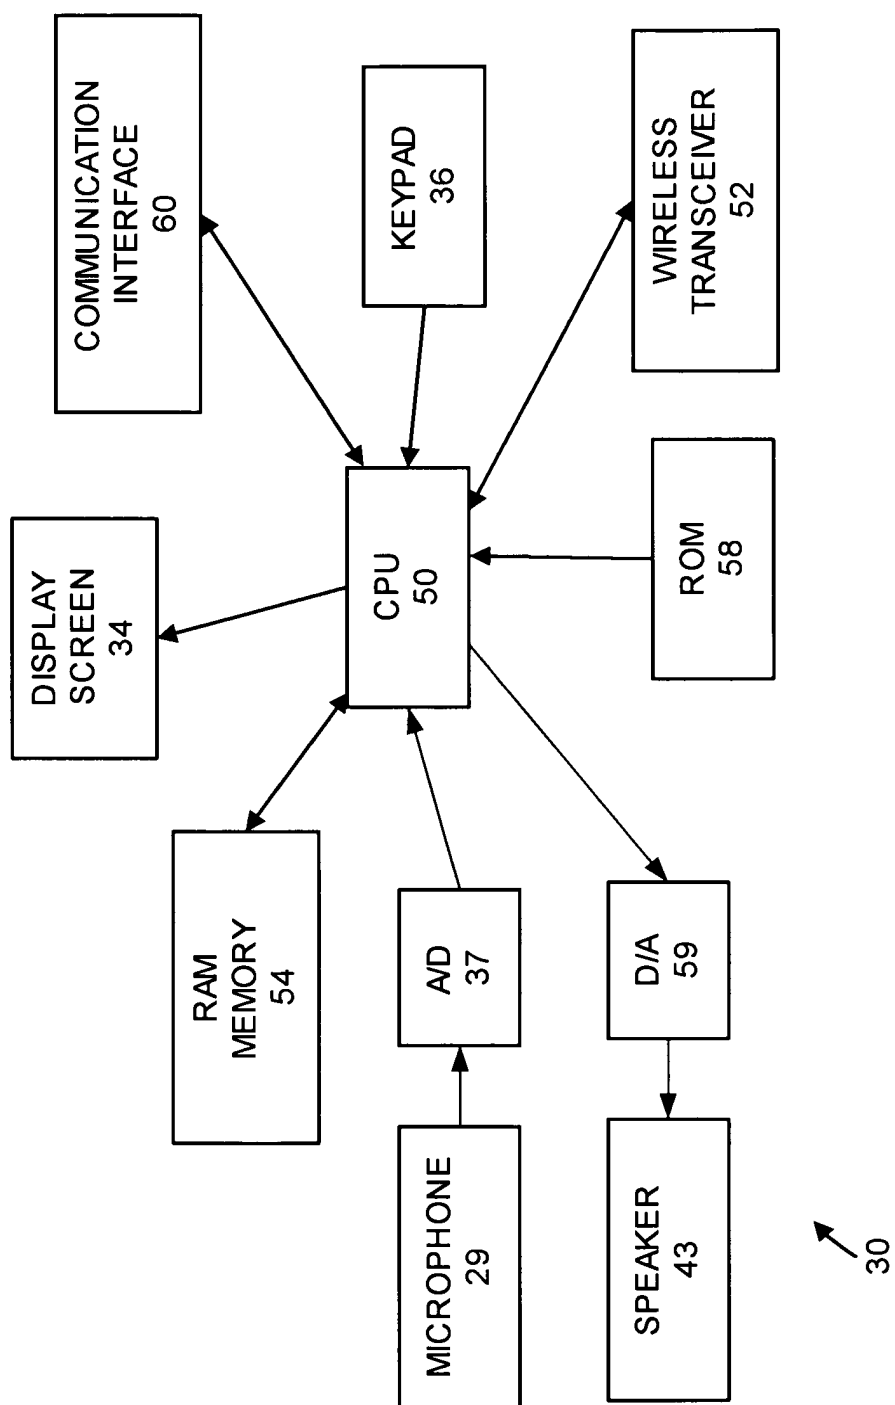 RAM
MEMORY
54
DISPLAY
SCREEN
34
COMMUNICATION
INTERFACE
60
MICROPHONE
29
A/D
37
CPU
50
KEYPAD
36
SPEAKER
43
D/A
59
ROM
58
WIRELESS
TRANSCEIVER
52
30